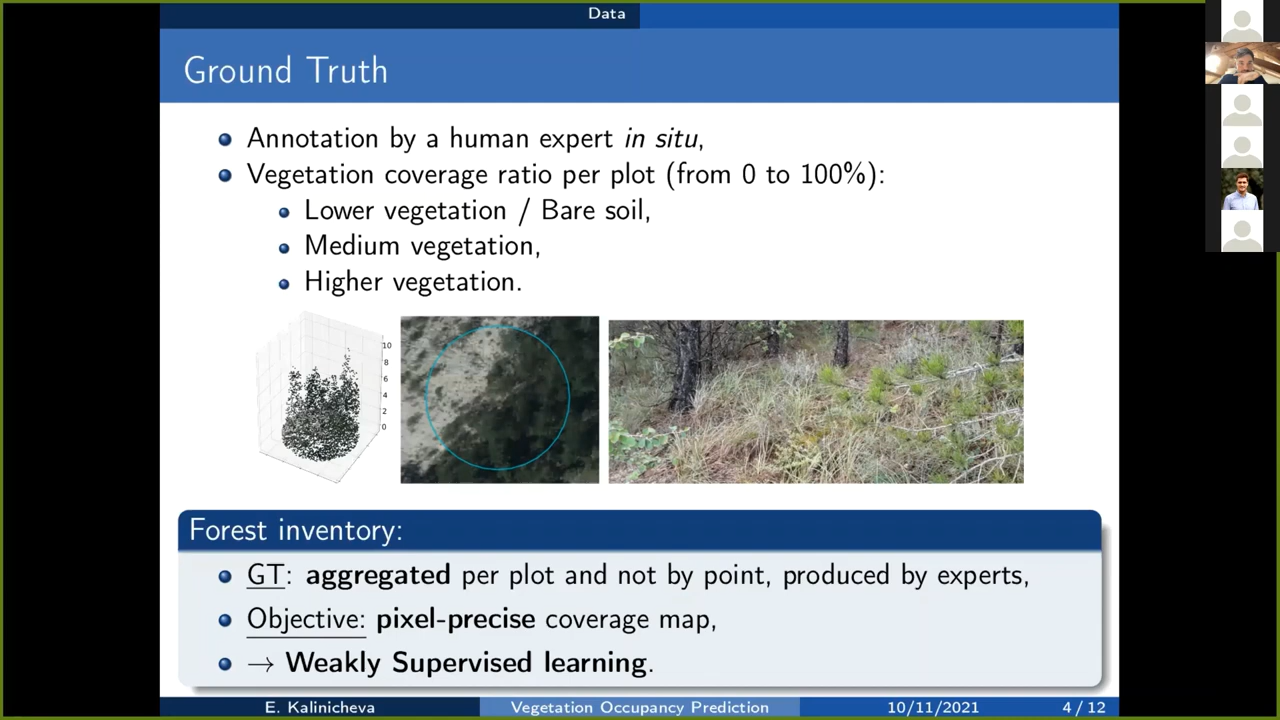 Data
Ground Truth
Annotation by a human expert in situ,
Vegetation coverage ratio per plot (from 0 to 100%):
Lower vegetation / Bare soil,
Medium vegetation,
Higher vegetation.
10
8
6
4
2
0
Forest inventory:
GT: aggregated per plot and not by point, produced by experts,
Objective: pixel-precise coverage map,
→ Weakly Supervised learning.
E. Kalinicheva Vegetation Occupancy Prediction 10/11/2021 4 / 12